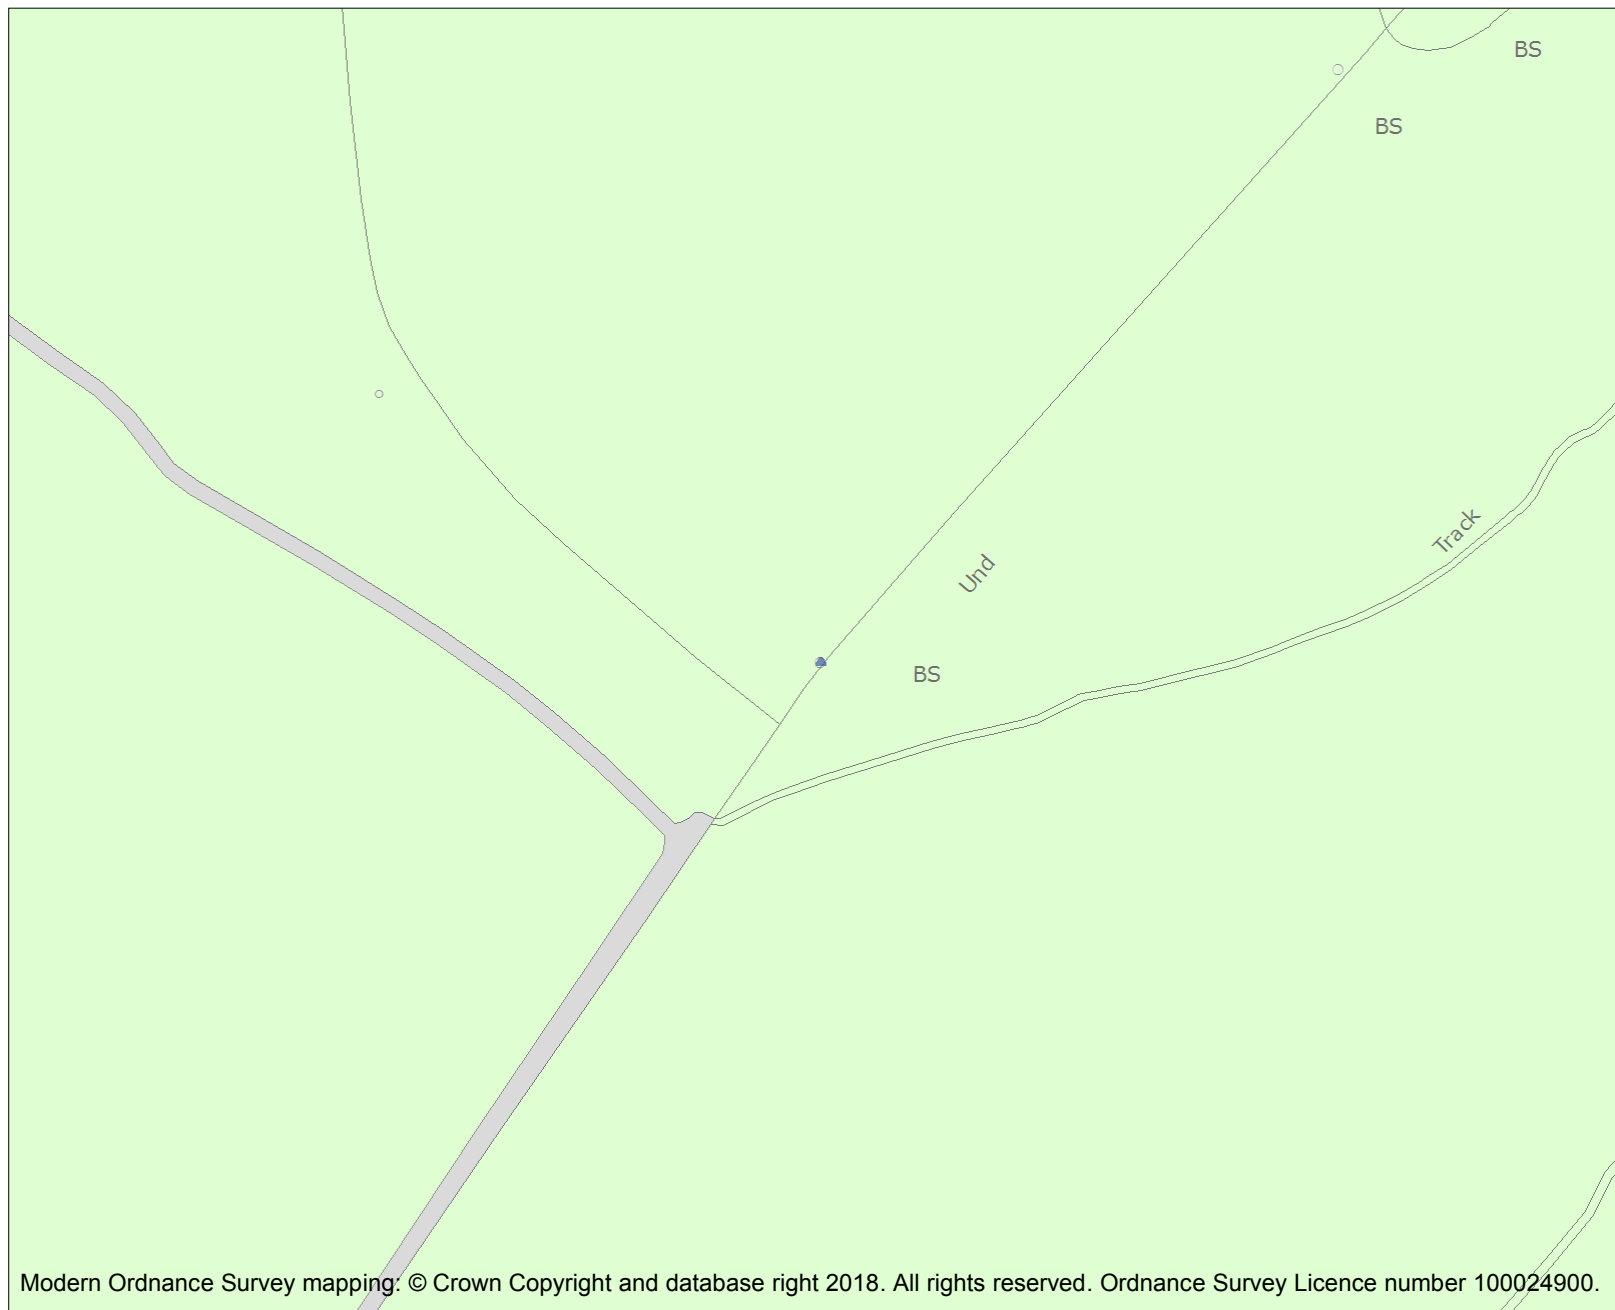 BS
BS
Track
Und
BS
Modern Ordnance Survey mapping: © Crown Copyright and database right 2018. All rights reserved. Ordnance Survey Licence number 100024900.